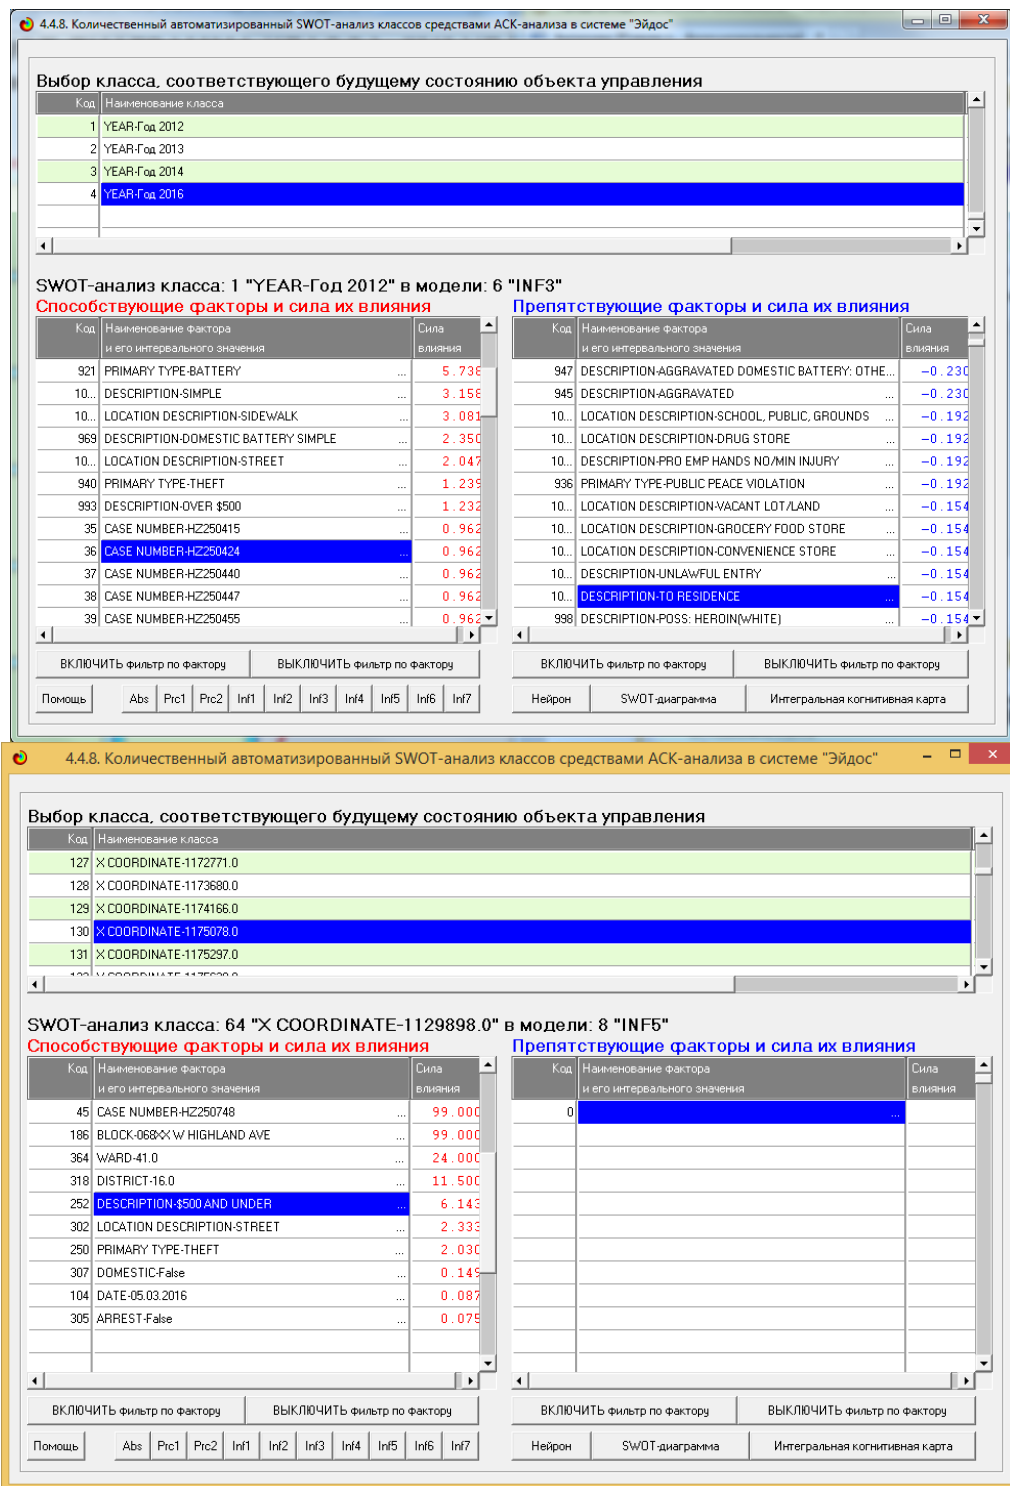 4.4.8. Количественный автоматизированный SWOT-анализ классов средствами АСК-анализа в системе "Эйдос"
Выбор класса, соответствующего будущему состоянию объекта управления
Код Наименование класса
1 YEAR-Год 2012
2 YEAR-Год 2013
3 YEAR-Год 2014
4 YEAR-Год 2016
SWOT-анализ класса: 1 "YEAR-Год 2012" в модели: 6 "INF3"
Способствующие факторы и сила их влияния Препятствующие факторы и сила их влияния
Код Наименование фактора Сила Код Наименование фактора Сила
и его интервального значения влияния и его интервального значения влияния
921 PRIMARY TYPE-BATTERY ... 5.738 947 DESCRIPTION-AGGRAVATED DOMESTIC BATTERY: OTHE... -0.230
10... DESCRIPTION-SIMPLE ... 3.158 945 DESCRIPTION-AGGRAVATED ... -0.230
10... LOCATION DESCRIPTION-SIDEWALK ... 3.081 10... LOCATION DESCRIPTION-SCHOOL, PUBLIC, GROUNDS ... -0.192
969 DESCRIPTION-DOMESTIC BATTERY SIMPLE ... 2.350 10... LOCATION DESCRIPTION-DRUG STORE ... -0.192
10... LOCATION DESCRIPTION-STREET ... 2.047 10... DESCRIPTION-PRO EMP HANDS NO/MIN INJURY ... -0.192
940 PRIMARY TYPE-THEFT ... 1.239 936 PRIMARY TYPE-PUBLIC PEACE VIOLATION ... -0.192
993 DESCRIPTION-OVER $500 ... 1.232 10... LOCATION DESCRIPTION-VACANT LOT/LAND ... -0.154
35 CASE NUMBER-HZ250415 ... 0.962 10... LOCATION DESCRIPTION-GROCERY FOOD STORE ... -0.154
36 CASE NUMBER-HZ250424 ... 0.962 10... LOCATION DESCRIPTION-CONVENIENCE STORE ... -0.154
37 CASE NUMBER-HZ250440 ... 0.962 10... DESCRIPTION-UNLAWFUL ENTRY ... -0.154
38 CASE NUMBER-HZ250447 ... 0.962 10... DESCRIPTION-TO RESIDENCE ... -0.154
39 CASE NUMBER-HZ250455 ... 0.962 998 DESCRIPTION-POSS: HEROIN(WHITE) ... -0.154
ВКЛЮЧИТЬ фильтр по фактору ВЫКЛЮЧИТЬ фильтр по фактору ВКЛЮЧИТЬ фильтр по фактору ВЫКЛЮЧИТЬ фильтр по фактору
Помощь Abs Prc1 Prc2 Inf1 Inf2 Inf3 Inf4 Inf5 Inf6 Inf7 Нейрон SWOT-диаграмма Интегральная когнитивная карта
4.4.8. Количественный автоматизированный SWOT-анализ классов средствами АСК-анализа в системе "Эйдос"
Выбор класса, соответствующего будущему состоянию объекта управления
Код Наименование класса
127 X COORDINATE-1172771.0
128 X COORDINATE-1173680.0
129 X COORDINATE-1174166.0
130 X COORDINATE-1175078.0
131 X COORDINATE-1175297.0
SWOT-анализ класса: 64 "X COORDINATE-1129898.0" в модели: 8 "INF5"
Способствующие факторы и сила их влияния Препятствующие факторы и сила их влияния
Код Наименование фактора Сила Код Наименование фактора Сила
и его интервального значения влияния и его интервального значения влияния
45 CASE NUMBER-HZ250748 ... 99.000 0 ...
186 BLOCK-068XX W HIGHLAND AVE ... 99.000
364 WARD-41.0 ... 24.000
318 DISTRICT-16.0 ... 11.500
252 DESCRIPTION-$500 AND UNDER ... 6.143
302 LOCATION DESCRIPTION-STREET ... 2.333
250 PRIMARY TYPE-THEFT ... 2.030
307 DOMESTIC-False ... 0.149
104 DATE-05.03.2016 ... 0.087
305 ARREST-False ... 0.075
ВКЛЮЧИТЬ фильтр по фактору ВЫКЛЮЧИТЬ фильтр по фактору ВКЛЮЧИТЬ фильтр по фактору ВЫКЛЮЧИТЬ фильтр по фактору
Помощь Abs Prc1 Prc2 Inf1 Inf2 Inf3 Inf4 Inf5 Inf6 Inf7 Нейрон SWOT-диаграмма Интегральная когнитивная карта